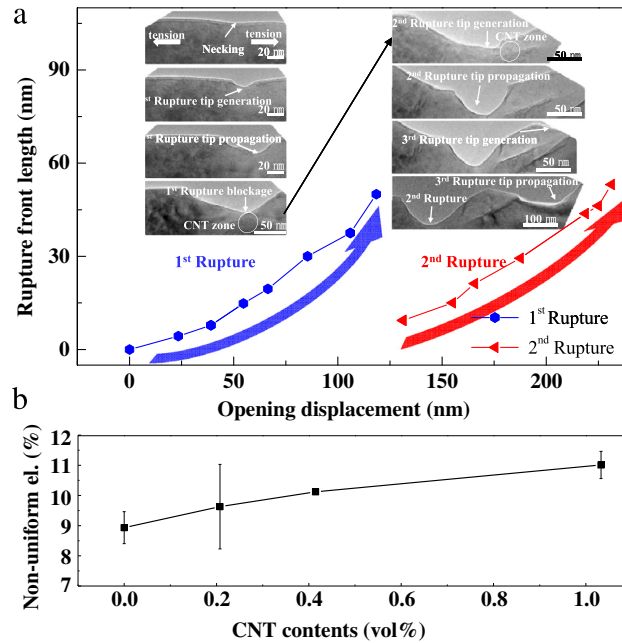 a
90
60
30
0
Rupture front length (nm)
0
50
100
150
200
Opening displacement (nm)
tension
Necking
tension
20 nm
st Rupture tip generation
20 nm
st Rupture tip propagation
20 nm
1st Rupture blockage
CNT zone
50 nm
2nd Rupture tip generation
CNT zone
50 nm
2nd Rupture tip propagation
50 nm
3rd Rupture tip generation
50 nm
3rd Rupture tip propagation
2nd Rupture
100 nm
1st Rupture
2nd Rupture
1st Rupture
2nd Rupture
b
12
11
10
9
8
7
Non-uniform el. (%)
0.0
0.2
0.4
0.6
0.8
1.0
CNT contents (vol%)